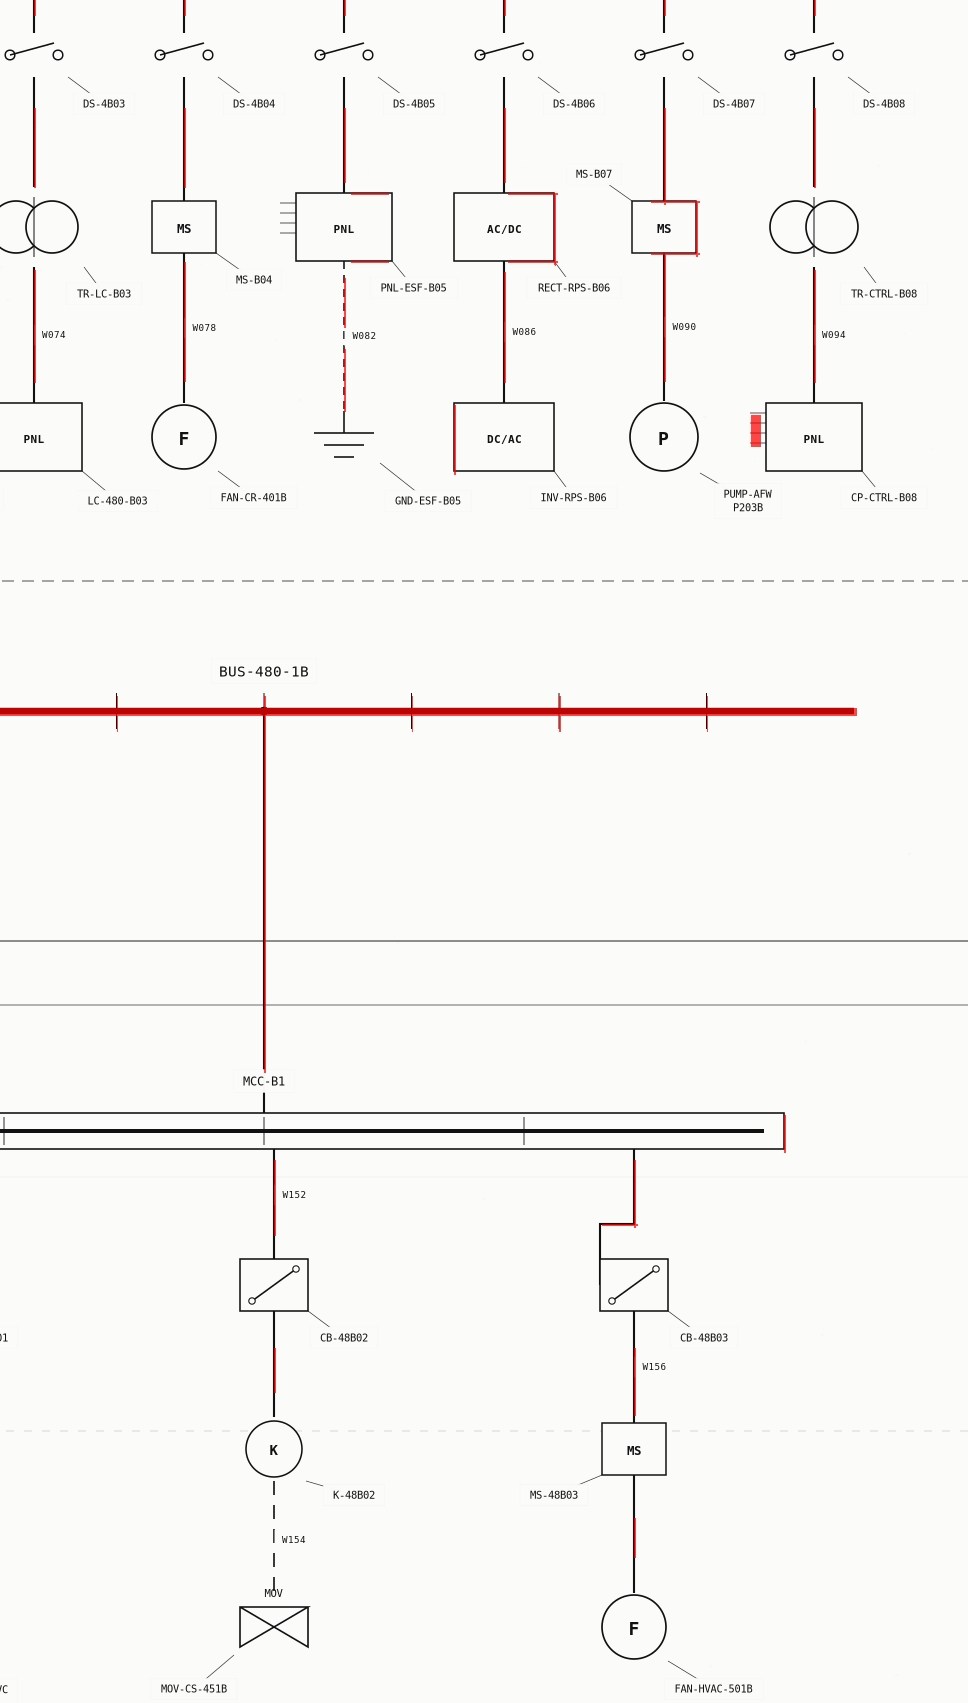 DS-4B03
DS-4B04
DS-4B05
DS-4B06
DS-4B07
DS-4B08
MS-B07
MS
PNL
AC/DC
MS
TR-LC-B03
MS-B04
PNL-ESF-B05
RECT-RPS-B06
TR-CTRL-B08
W074
W078
W082
W086
W090
W094
PNL
F
DC/AC
P
PNL
LC-480-B03
FAN-CR-401B
GND-ESF-B05
INV-RPS-B06
PUMP-AFW
P203B
CP-CTRL-B08
BUS-480-1B
MCC-B1
W152
01
CB-48B02
CB-48B03
W156
K
MS
K-48B02
MS-48B03
W154
MOV
F
VC
MOV-CS-451B
FAN-HVAC-501B